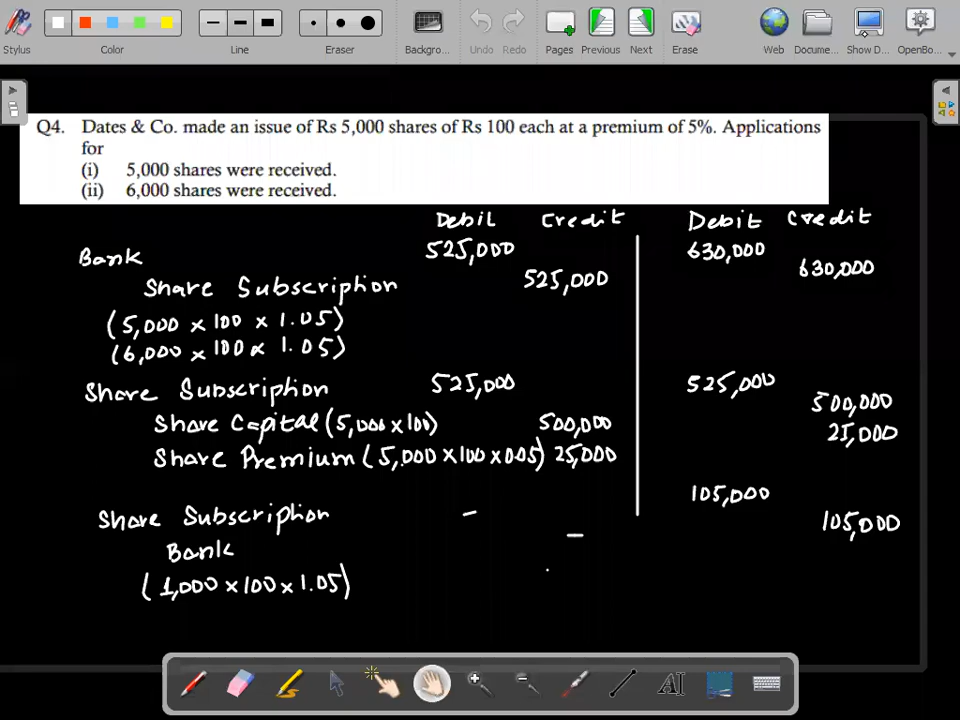 Stylus
Color
Line
Eraser
Backgro...
Undo
Redo
Pages
Previous
Next
Erase
Web
Docume...
Show D...
OpenBo...
Q4. Dates & Co. made an issue of Rs 5,000 shares of Rs 100 each at a premium of 5%. Applications
for
(i) 5,000 shares were received.
(ii) 6,000 shares were received.
Debit Credit Debit Credit
Bank 525,000 630,000
Share Subscription 525,000 630,000
(5,000 x 100 x 1.05)
(6,000 x 100 x 1.05)
Share Subscription 525,000 525,000
Share Capital (5,000 x 100) 500,000 500,000
Share Premium (5,000 x 100 x 0.05) 25,000 25,000
Share Subscription - 105,000
Bank - 105,000
(1,000 x 100 x 1.05)
AI